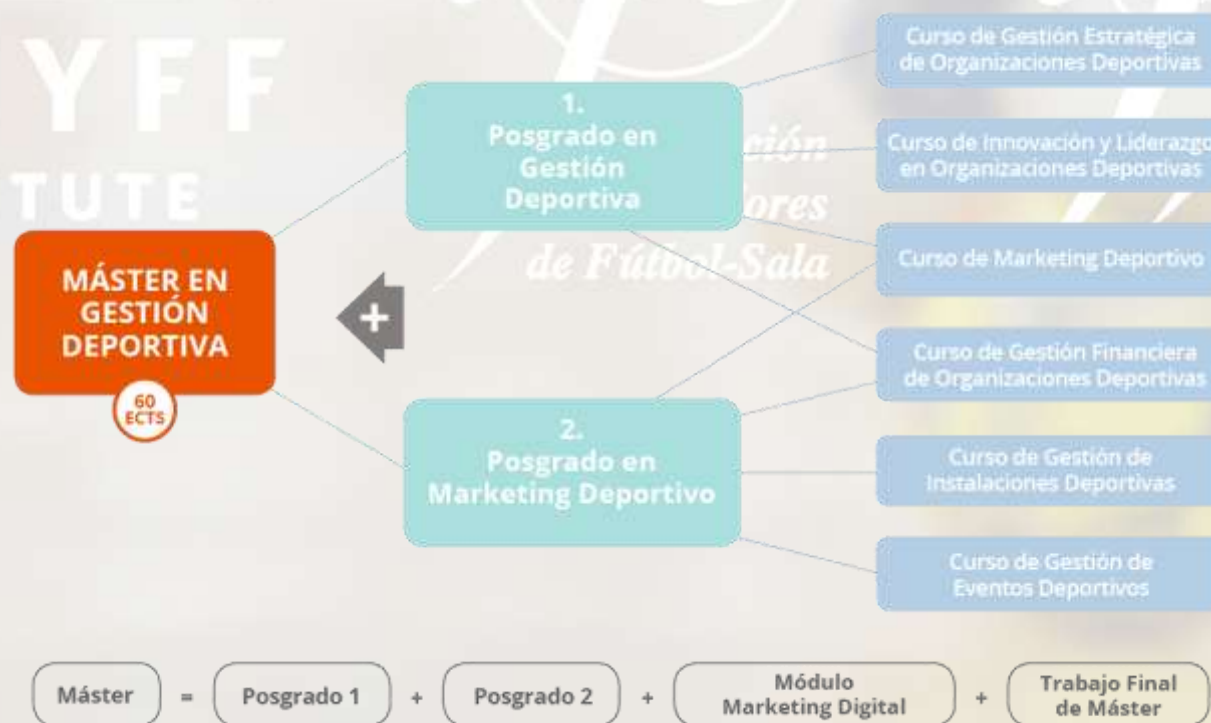 YFF
TUTE
MÁSTER EN
GESTIÓN
DEPORTIVA
60
ECTS
+
1.
Posgrado en
Gestión
Deportiva
ción
ores
de Fútbol-Sala
2.
Posgrado en
Marketing Deportivo
Curso de Gestión Estratégica
de Organizaciones Deportivas
Curso de Innovación y Liderazgo
en Organizaciones Deportivas
Curso de Marketing Deportivo
Curso de Gestión Financiera
de Organizaciones Deportivas
Curso de Gestión de
Instalaciones Deportivas
Curso de Gestión de
Eventos Deportivos
Máster = Posgrado 1 + Posgrado 2 + Módulo
Marketing Digital + Trabajo Final
de Máster